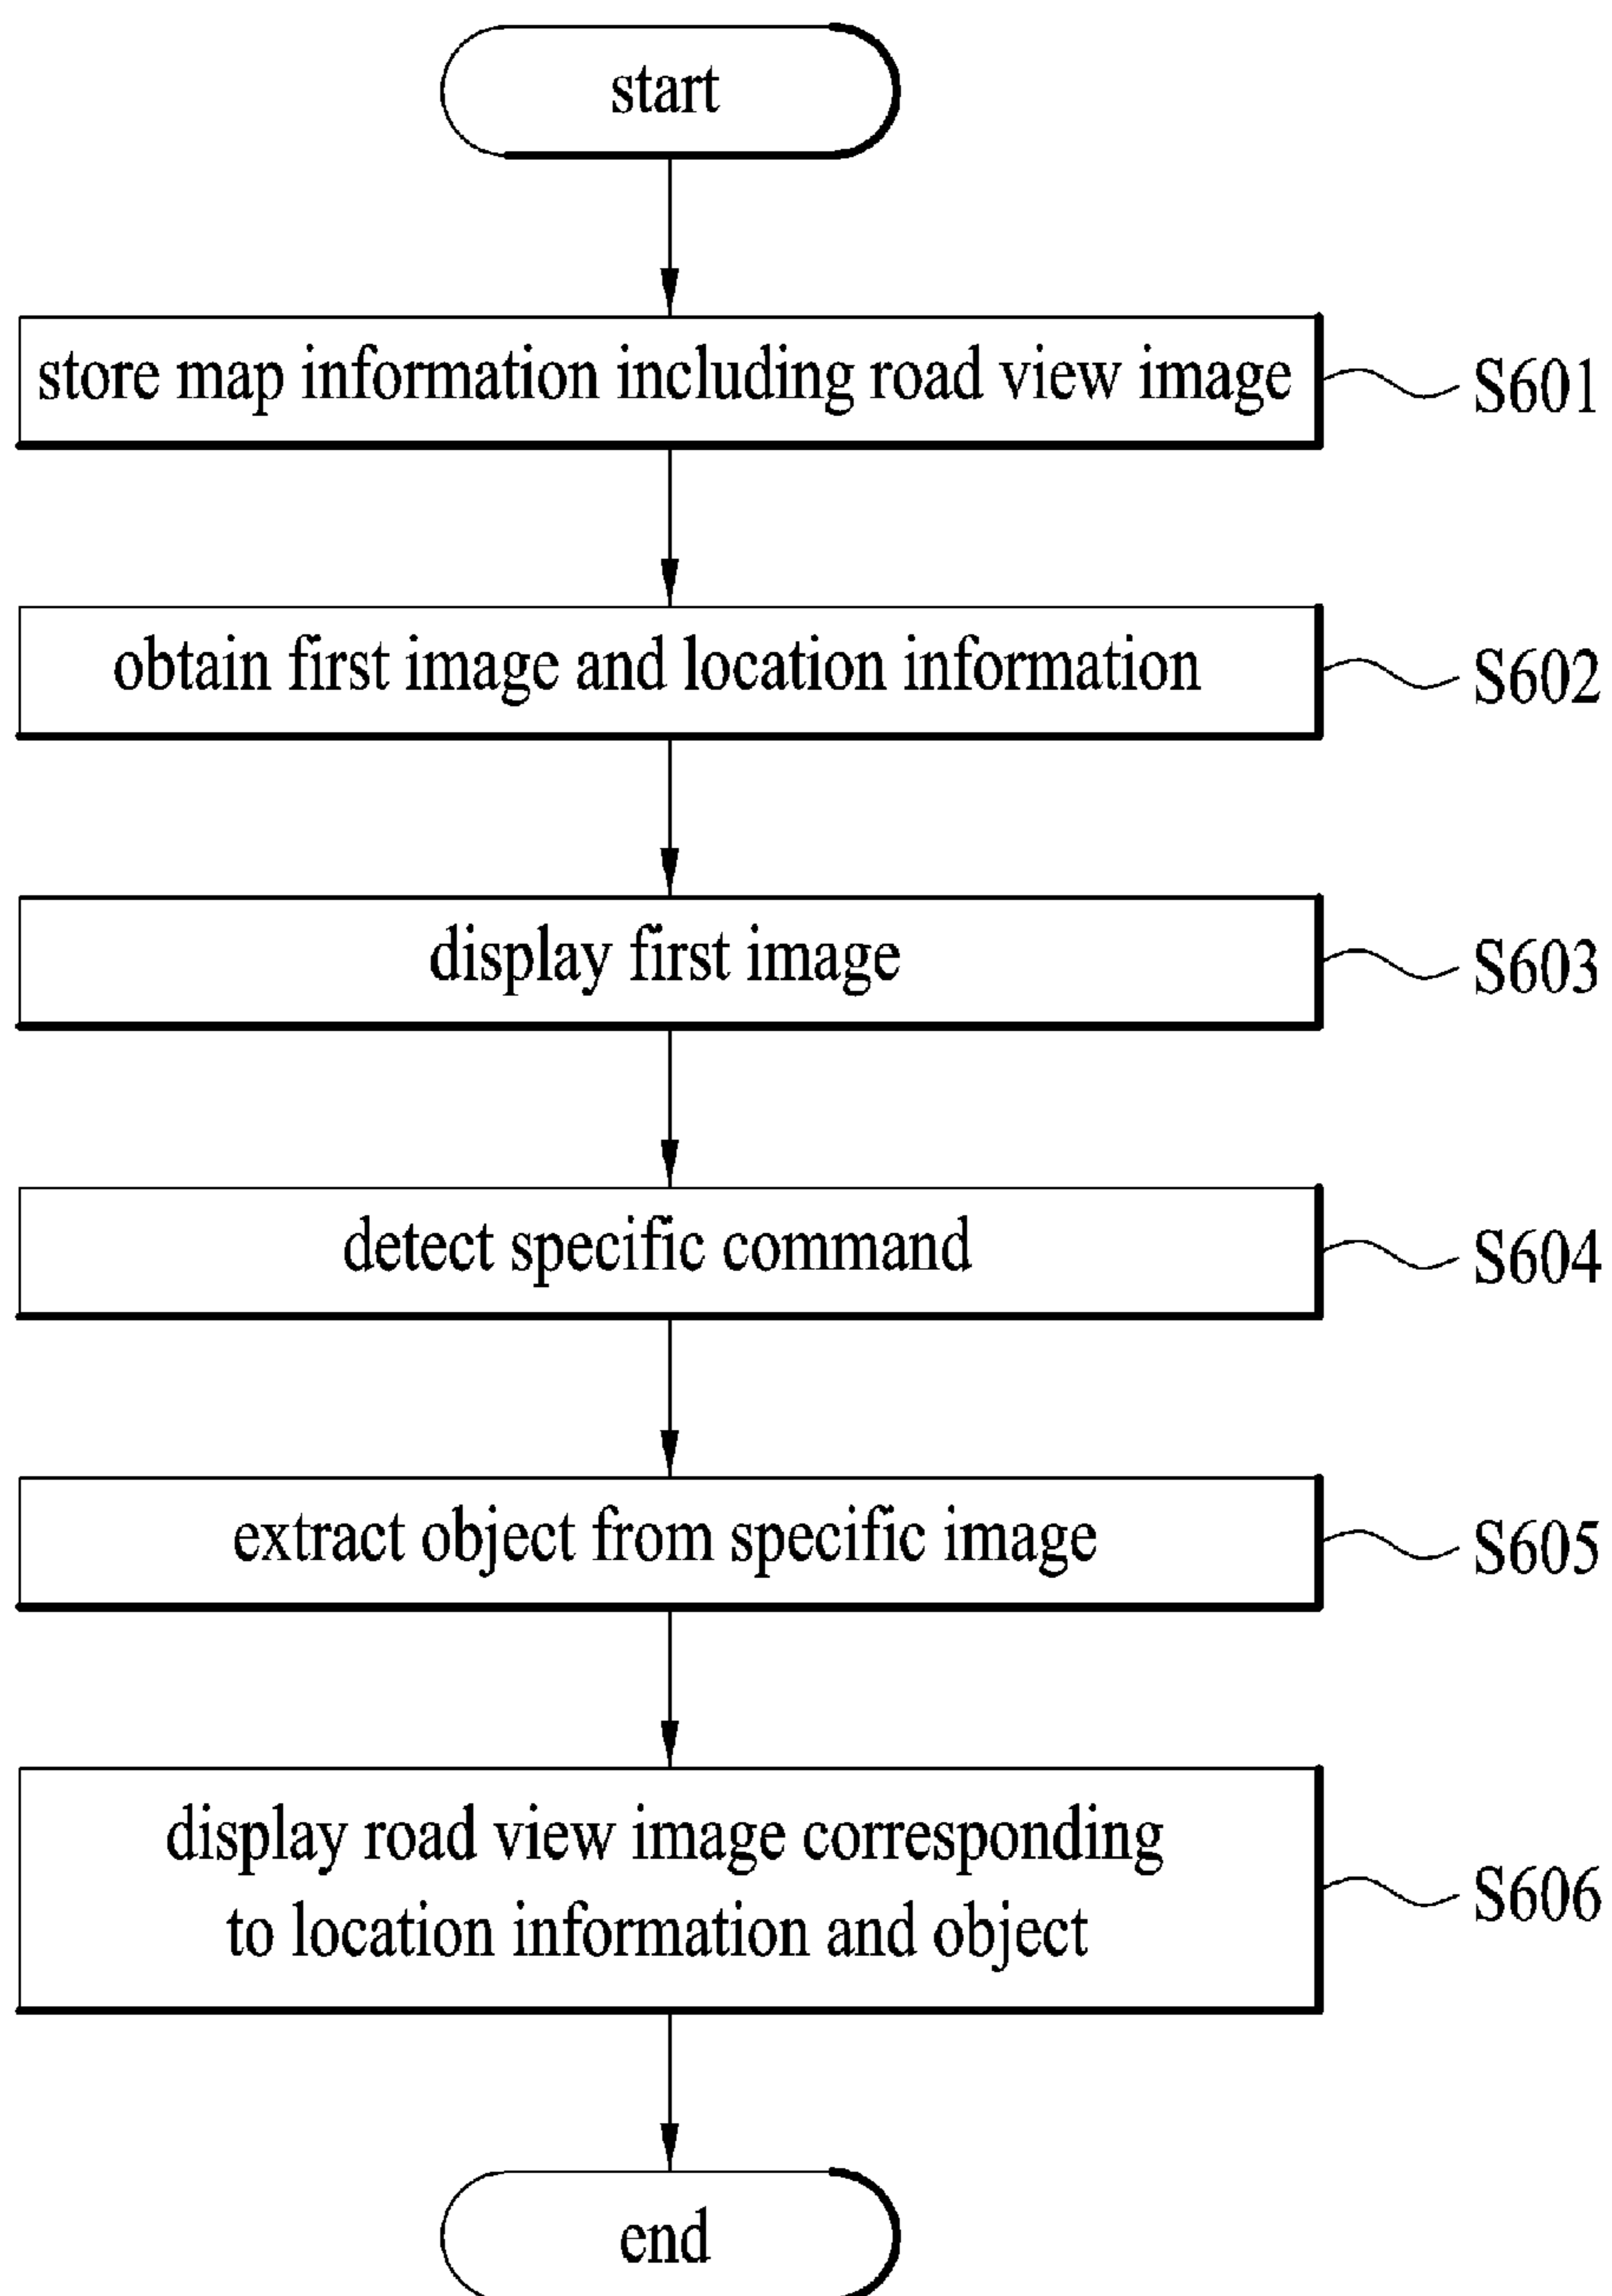 start
store map information including road view image
S601
obtain first image and location information
S602
display first image
S603
detect specific command
S604
extract object from specific image
S605
display road view image corresponding
to location information and object
S606
end